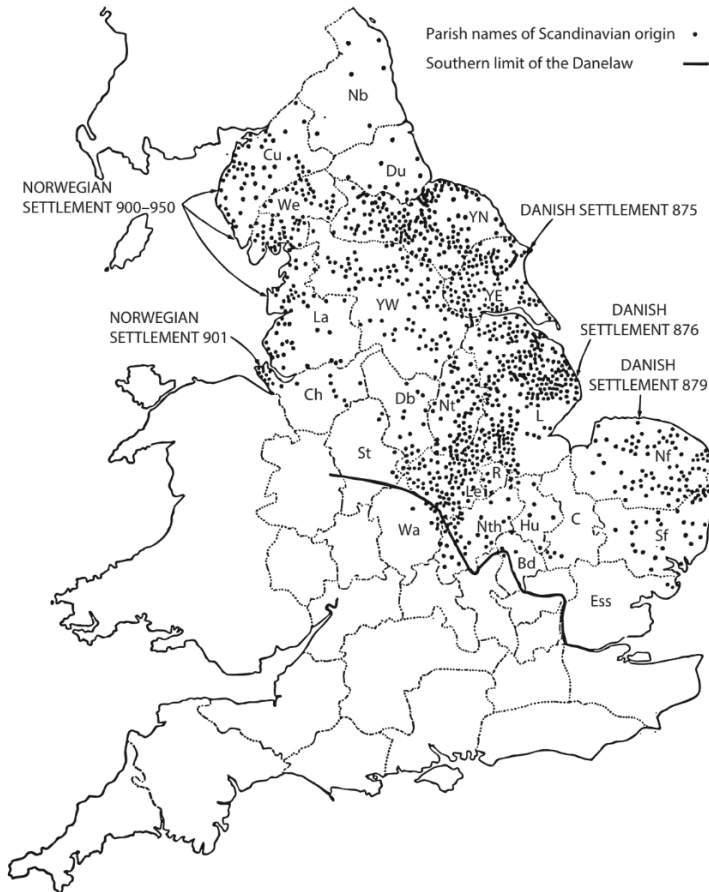 Parish names of Scandinavian origin
Southern limit of the Danelaw
Nb
Cu
Du
NORWEGIAN
SETTLEMENT 900–950
We
YN
DANISH SETTLEMENT 875
YE
YW
NORWEGIAN
SETTLEMENT 901
La
DANISH
SETTLEMENT 876
DANISH
SETTLEMENT 879
Ch
Db
Nt
L
St
Nf
R
Le
Wa
Nth
Hu
C
Sf
Bd
Ess